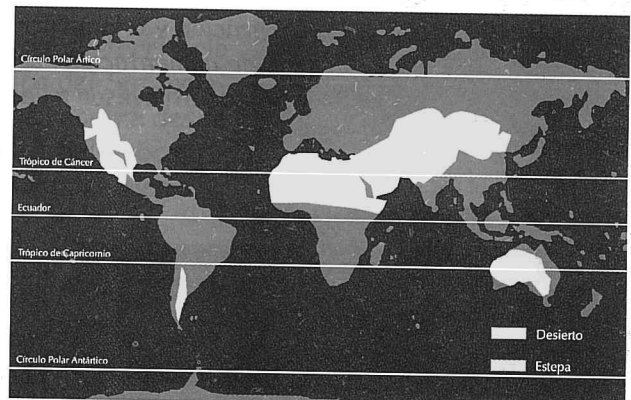 Círculo Polar Ártico
Trópico de Cáncer
Ecuador
Trópico de Capricornio
Desierto
Círculo Polar Antártico
Estepa